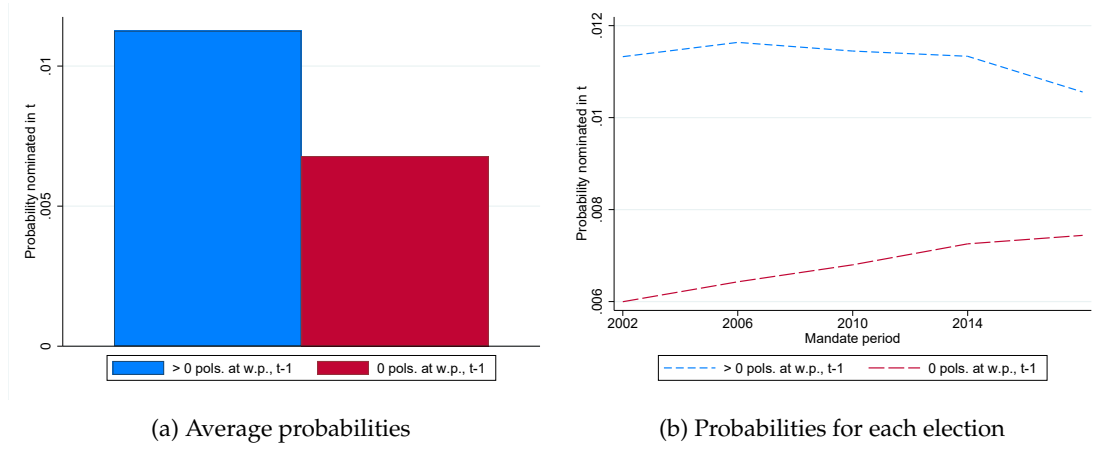 Probability nominated in t
.01
.005
0
> 0 pols. at w.p., t-1
0 pols. at w.p., t-1
(a) Average probabilities
Probability nominated in t
.012
.01
.008
.006
2002
2006
2010
2014
Mandate period
> 0 pols. at w.p., t-1
0 pols. at w.p., t-1
(b) Probabilities for each election